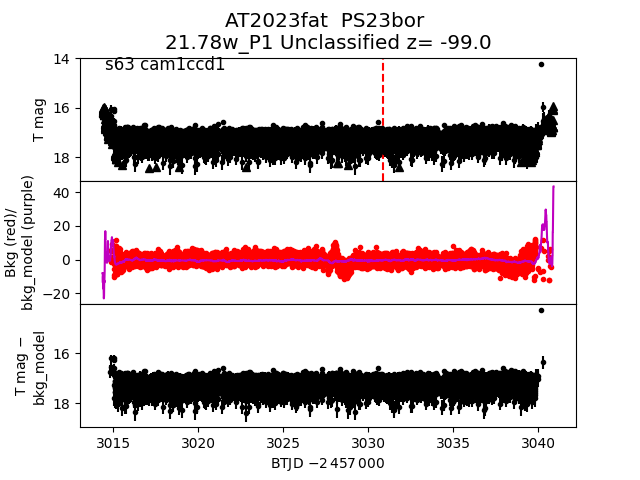 AT2023fat  PS23bor
21.78w_P1 Unclassified z= -99.0
s63 cam1ccd1
14
16
18
T mag
40
20
0
−20
Bkg (red)/
bkg_model (purple)
16
18
T mag −
bkg_model
3015 3020 3025 3030 3035 3040
BTJD −2 457 000